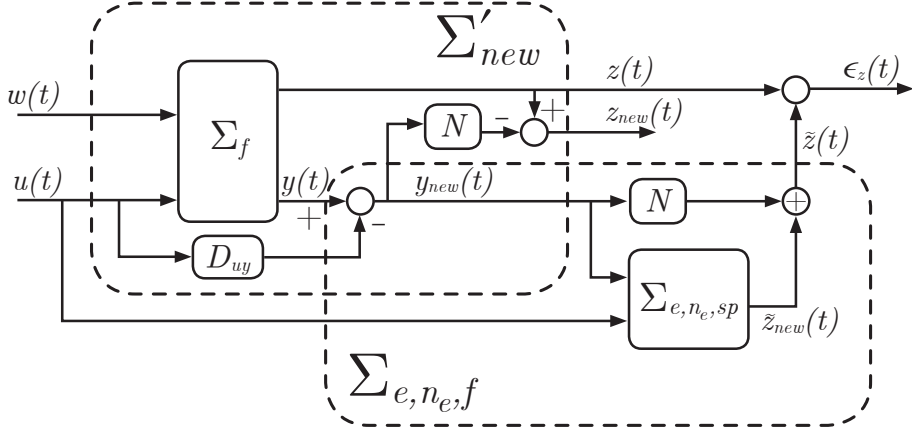 Σ′new
w(t)
Σf
z(t)
ϵz(t)
N
-
+
znew(t)
z̃(t)
u(t)
y(t)
+
-
ynew(t)
N
+
Duy
Σe,ne,sp
z̃new(t)
Σe,ne,f